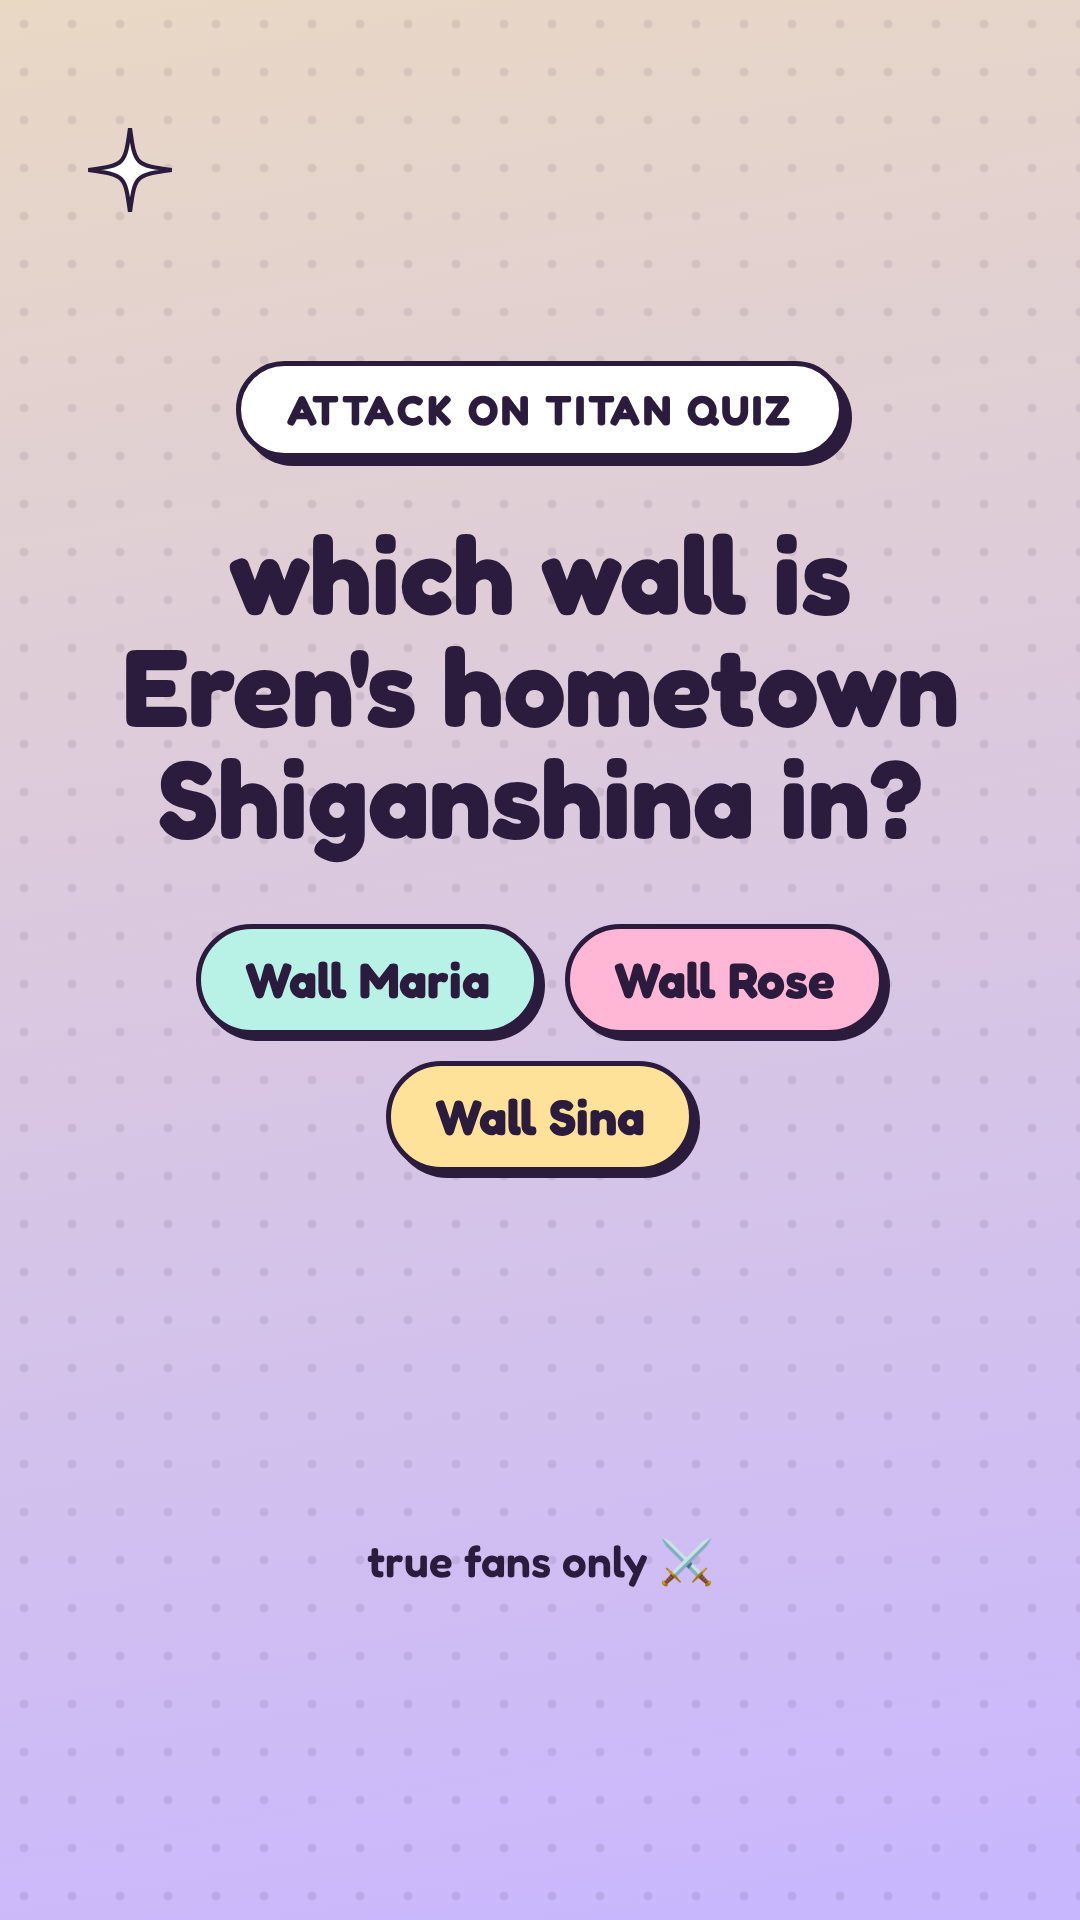 ATTACK ON TITAN QUIZ
which wall is
Eren's hometown
Shiganshina in?
Wall Maria
Wall Rose
Wall Sina
true fans only ⚔️